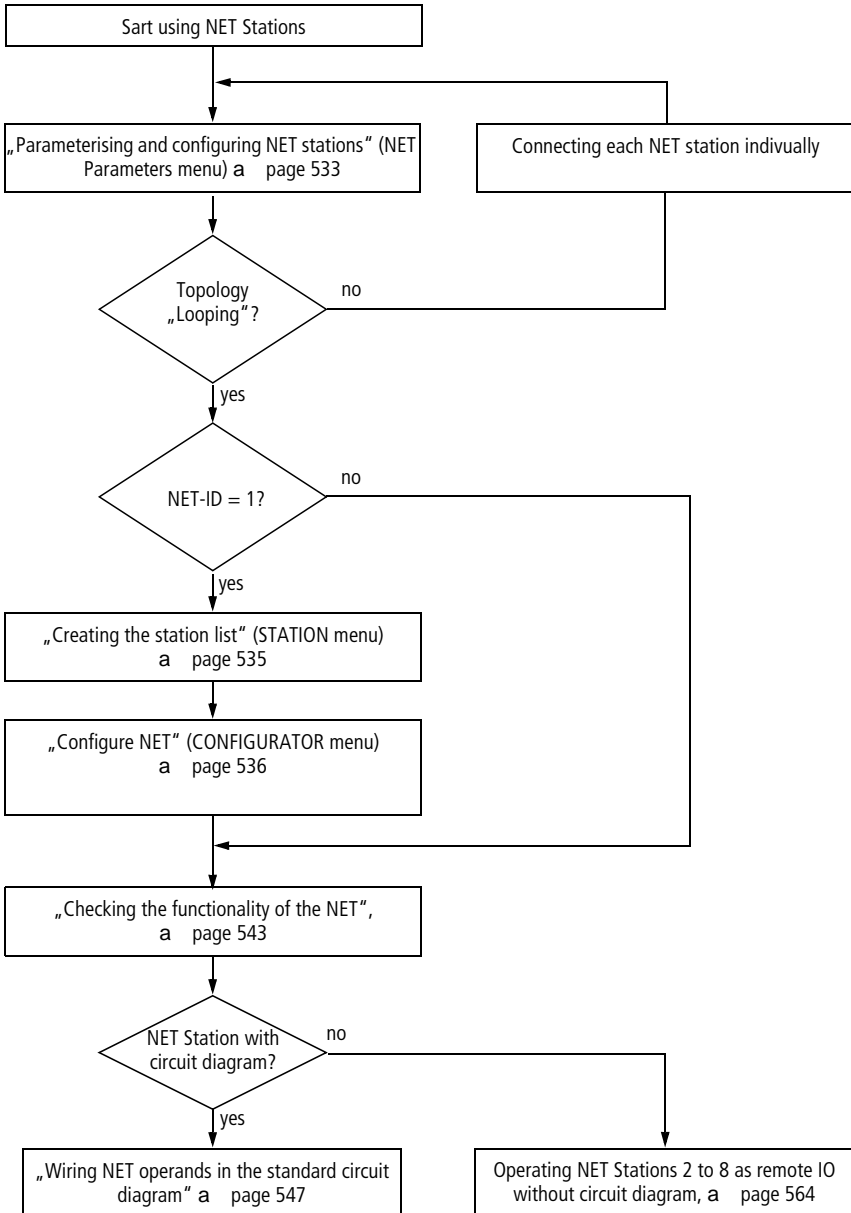 Sart using NET Stations
„Parameterising and configuring NET stations“ (NET
Parameters menu) a page 533
Connecting each NET station indivually
Topology
„Looping“?
no
yes
NET-ID = 1?
no
yes
„Creating the station list“ (STATION menu)
a page 535
„Configure NET“ (CONFIGURATOR menu)
a page 536
„Checking the functionality of the NET“,
a page 543
NET Station with
circuit diagram?
no
yes
„Wiring NET operands in the standard circuit
diagram“ a page 547
Operating NET Stations 2 to 8 as remote IO
without circuit diagram, a page 564